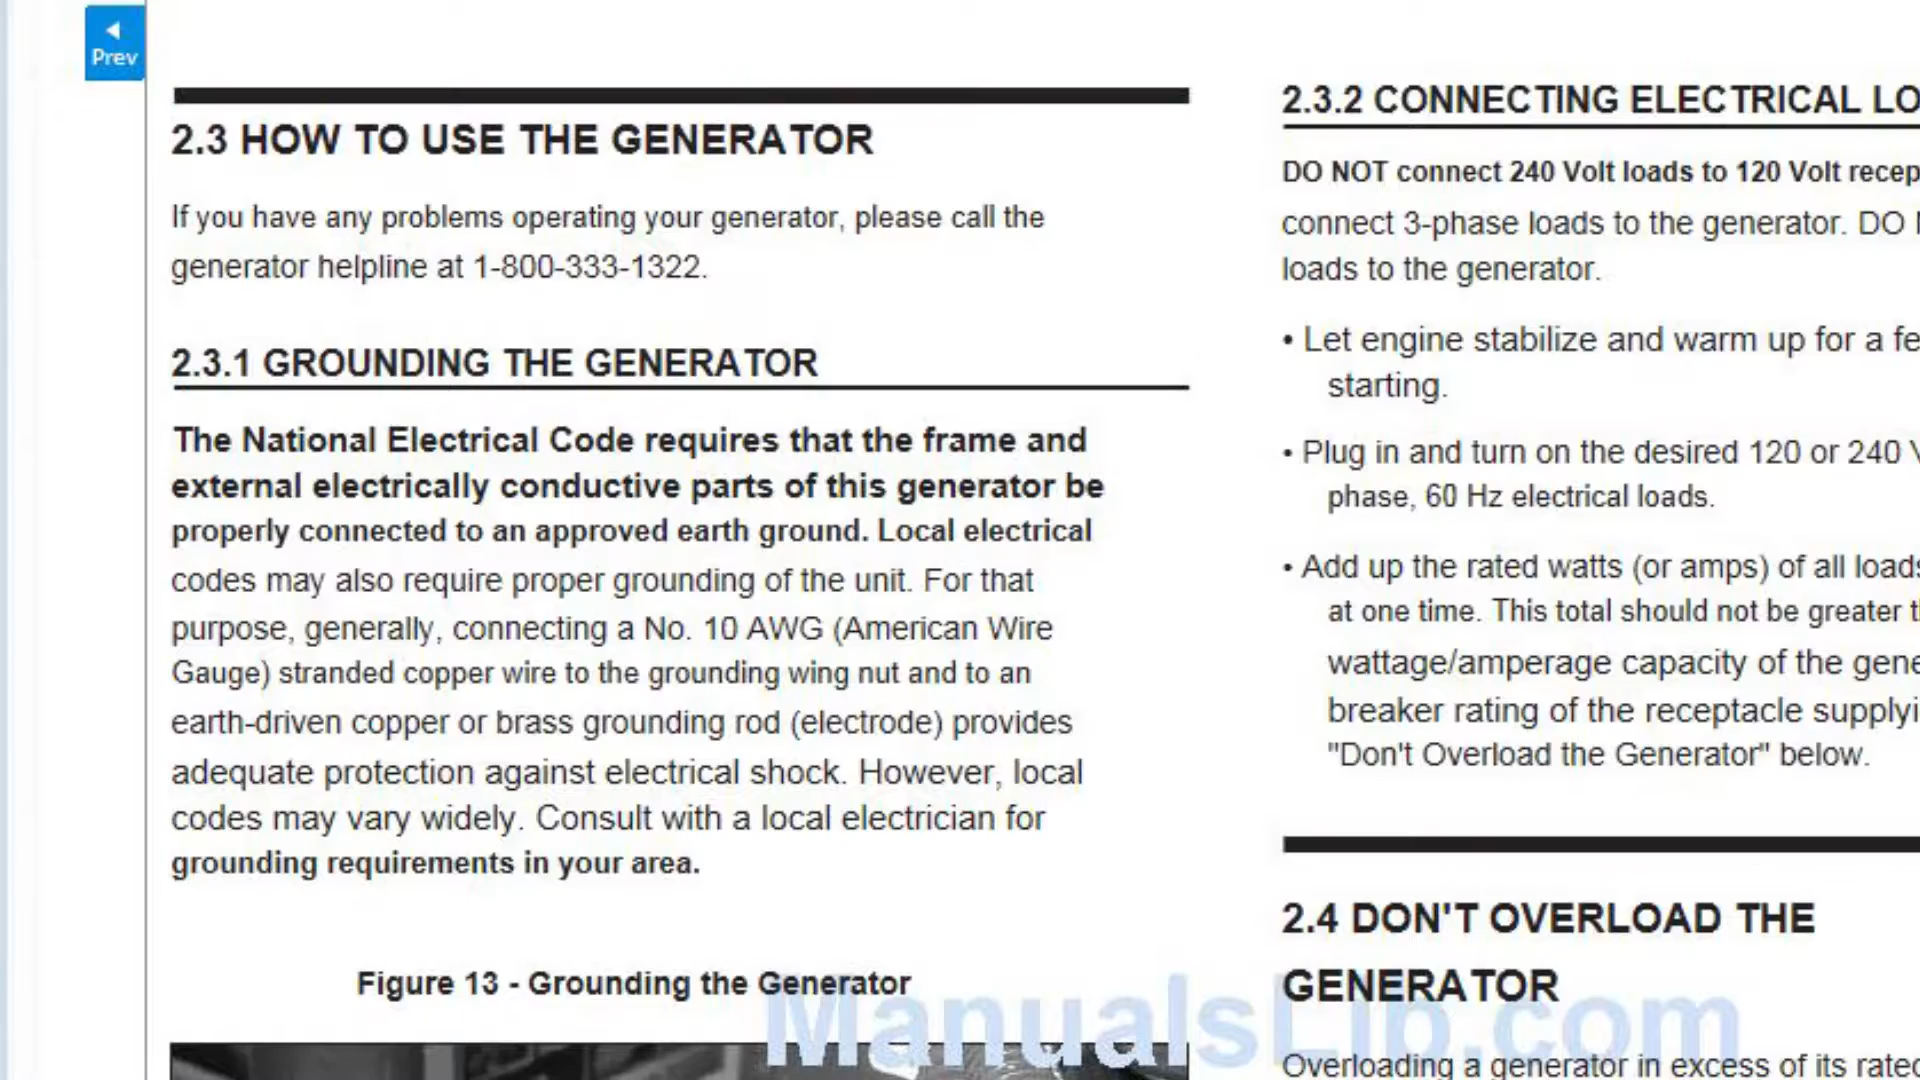 Prev
2.3 HOW TO USE THE GENERATOR
If you have any problems operating your generator, please call the
generator helpline at 1-800-333-1322.
2.3.1 GROUNDING THE GENERATOR
The National Electrical Code requires that the frame and
external electrically conductive parts of this generator be
properly connected to an approved earth ground. Local electrical
codes may also require proper grounding of the unit. For that
purpose, generally, connecting a No. 10 AWG (American Wire
Gauge) stranded copper wire to the grounding wing nut and to an
earth-driven copper or brass grounding rod (electrode) provides
adequate protection against electrical shock. However, local
codes may vary widely. Consult with a local electrician for
grounding requirements in your area.
Figure 13 - Grounding the Generator
2.3.2 CONNECTING ELECTRICAL
DO NOT connect 240 Volt loads to 120 Volt
connect 3-phase loads to the generator. DO
loads to the generator.
• Let engine stabilize and warm up for a
starting.
• Plug in and turn on the desired 120 or 240
phase, 60 Hz electrical loads.
• Add up the rated watts (or amps) of all
at one time. This total should not be greater
wattage/amperage capacity of the
breaker rating of the receptacle
"Don't Overload the Generator" below.
2.4 DON'T OVERLOAD THE
GENERATOR
Overloading a generator in excess of its
ManualsLib.com